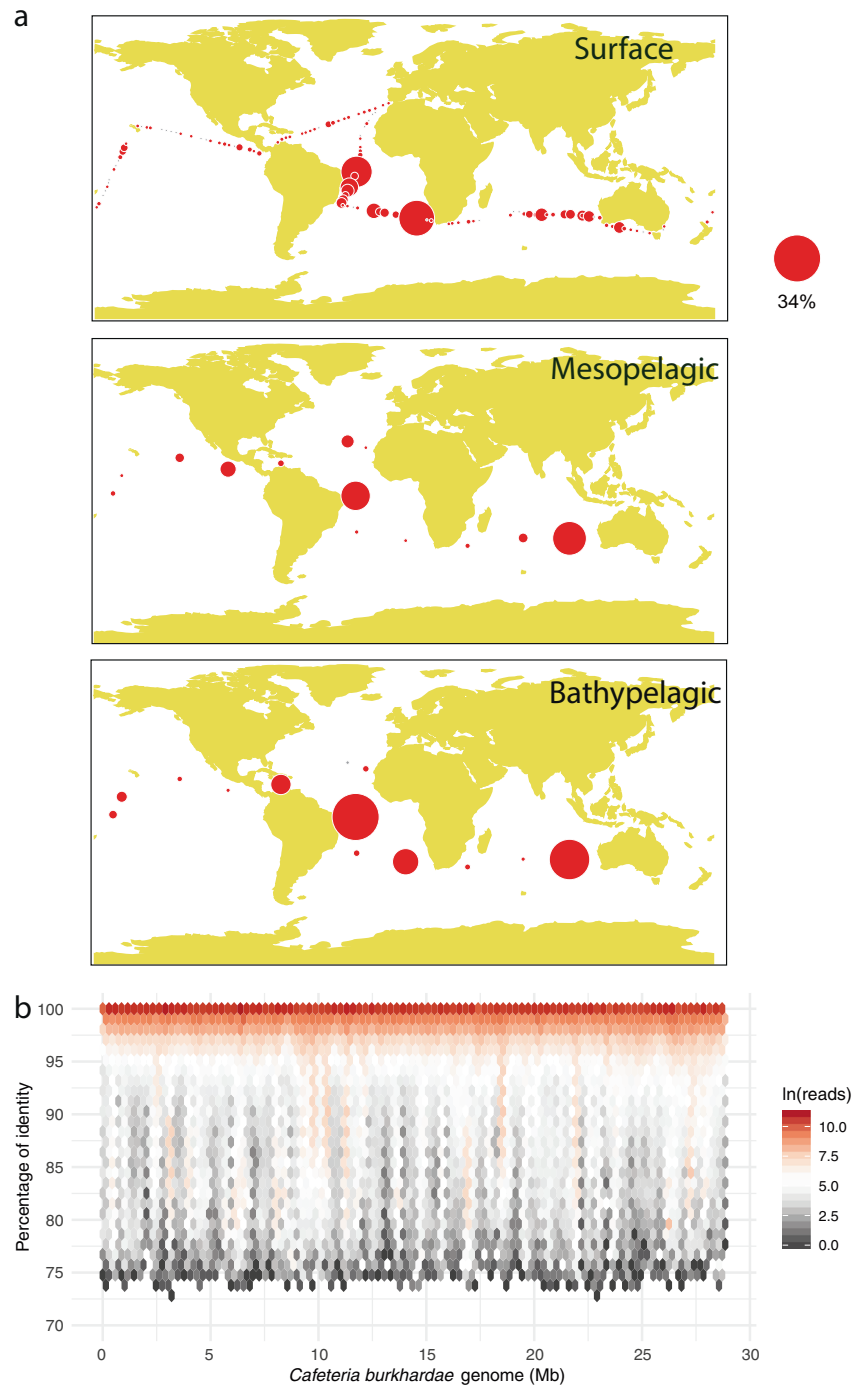 a
Surface
34%
Mesopelagic
Bathypelagic
b
100
95
90
85
80
75
70
Percentage of identity
0
5
10
15
20
25
30
Cafeteria burkhardae genome (Mb)
ln(reads)
10.0
7.5
5.0
2.5
0.0